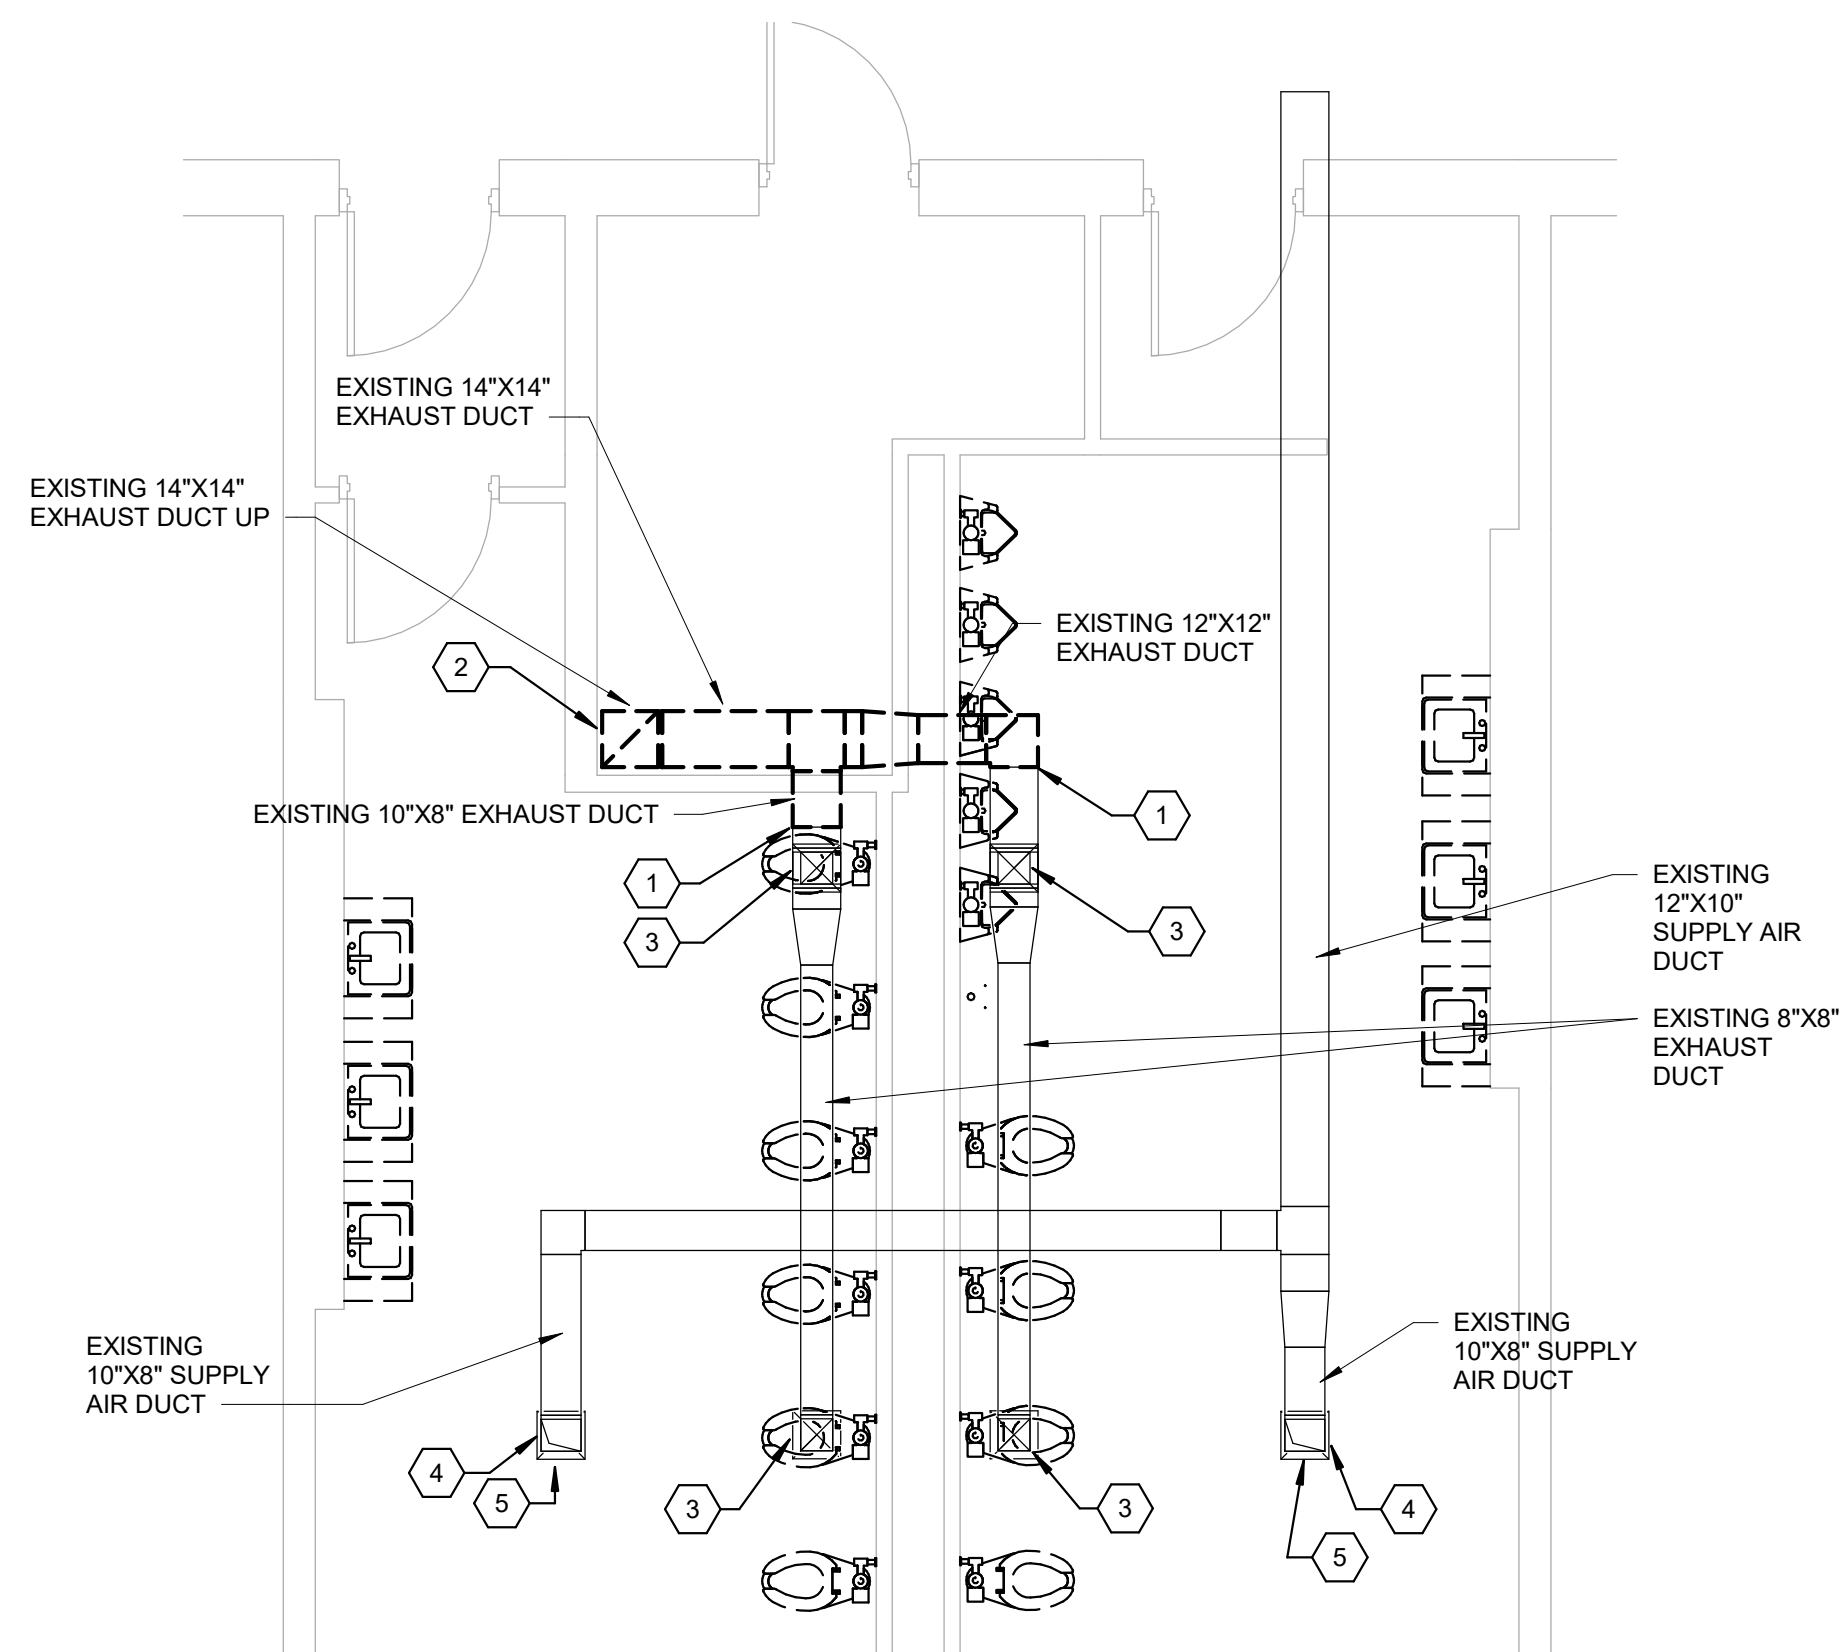 EXISTING 14"X14"
EXHAUST DUCT
EXISTING 14"X14"
EXHAUST DUCT UP
2
EXISTING 12"X12"
EXHAUST DUCT
EXISTING 10"X8" EXHAUST DUCT
1
1
3
3
EXISTING
12"X10"
SUPPLY AIR
DUCT
EXISTING 8"X8"
EXHAUST
DUCT
EXISTING
10"X8" SUPPLY
AIR DUCT
EXISTING
10"X8" SUPPLY
AIR DUCT
4
5
3
3
4
5